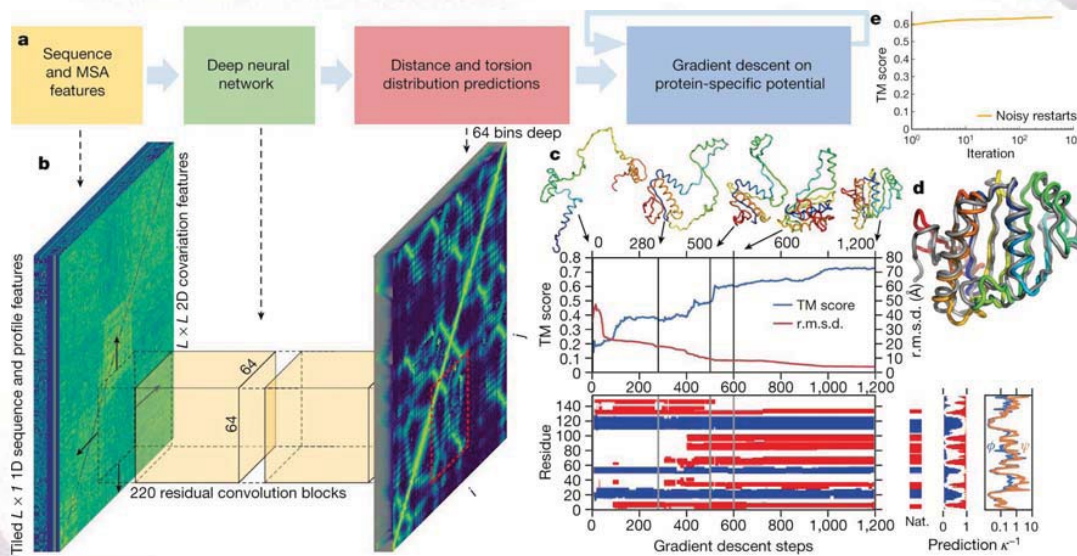 a
Sequence
and MSA
features
Deep neural
network
Distance and torsion
distribution predictions
Gradient descent on
protein-specific potential
e
TM score
0.6
0.5
0.4
0.3
0.2
0.1
0
Noisy restarts
10⁰
10¹
10²
Iteration
b
Tiled L × 1 1D sequence and profile features
L × L 2D covariation features
64
64
220 residual convolution blocks
64 bins deep
j
i
c
0
280
500
600
1,200
TM score
0.8
0.7
0.6
0.5
0.4
0.3
0.2
0.1
0
TM score
r.m.s.d.
80
70
60
50
40
30
20
10
0
r.m.s.d. (Å)
0
200
400
600
800
1,000
1,200
Residue
140
120
100
80
60
40
20
0
0
200
400
600
800
1,000
1,200
Gradient descent steps
d
Nat.
0
1
Prediction
ϕ
ψ
0.1
1
10
κ⁻¹